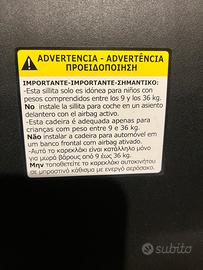 ADVERTENCIA - ADVERTÊNCIA
ΠΡΟΕΙΔΟΠΟΙΗΣΗ
IMPORTANTE-IMPORTANTE-ΣΗΜΑΝΤΙΚΟ:
-Esta sillita solo es idónea para niños con
pesos comprendidos entre los 9 y los 36 kg.
No instale la sillita para coche en un asiento
delantero con el airbag activo.
-Esta cadeira é adequada apenas para
crianças com peso entre 9 e 36 kg.
Não instalar a cadeira para automóvel em
um banco frontal com airbag ativado.
-Αυτό το καρεκλάκι είναι κατάλληλο μόνο
για μωρά βάρους από 9 έως 36 kg.
Μην τοποθετείτε το καρεκλάκι αυτοκινήτου
σε μπροστινό κάθισμα με ενεργό αερόσακο.
subito